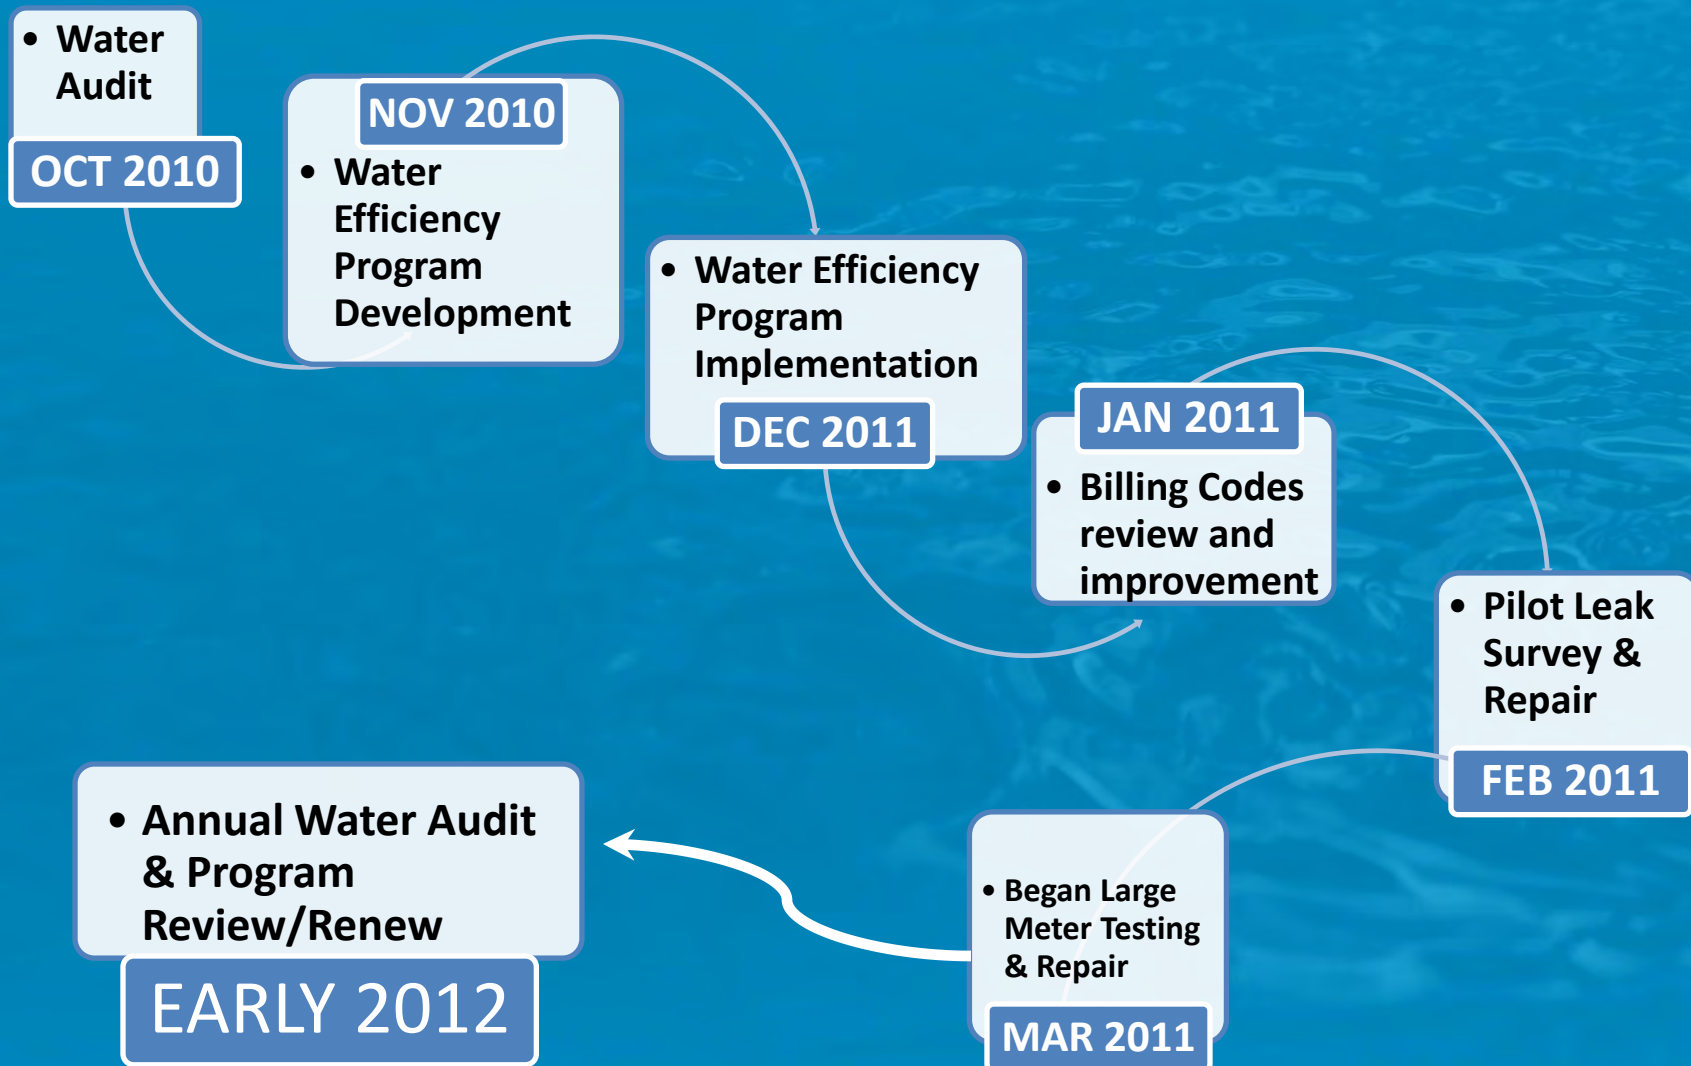 • Water
Audit
OCT 2010
NOV 2010
• Water
Efficiency
Program
Development
• Water Efficiency
Program
Implementation
DEC 2011
JAN 2011
• Billing Codes
review and
improvement
• Pilot Leak
Survey &
Repair
FEB 2011
• Began Large
Meter Testing
& Repair
MAR 2011
• Annual Water Audit
& Program
Review/Renew
EARLY 2012